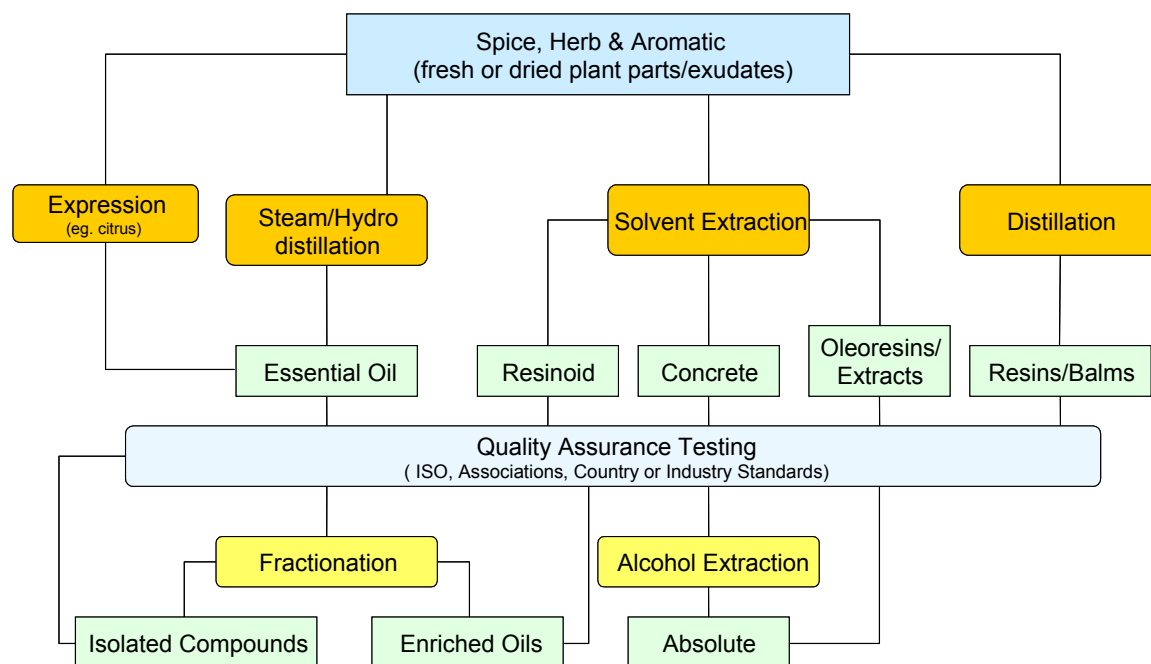 Spice, Herb & Aromatic
(fresh or dried plant parts/exudates)
Expression
(eg. citrus)
Steam/Hydro
distillation
Solvent Extraction
Distillation
Essential Oil
Resinoid
Concrete
Oleoresins/
Extracts
Resins/Balms
Quality Assurance Testing
( ISO, Associations, Country or Industry Standards)
Fractionation
Alcohol Extraction
Isolated Compounds
Enriched Oils
Absolute